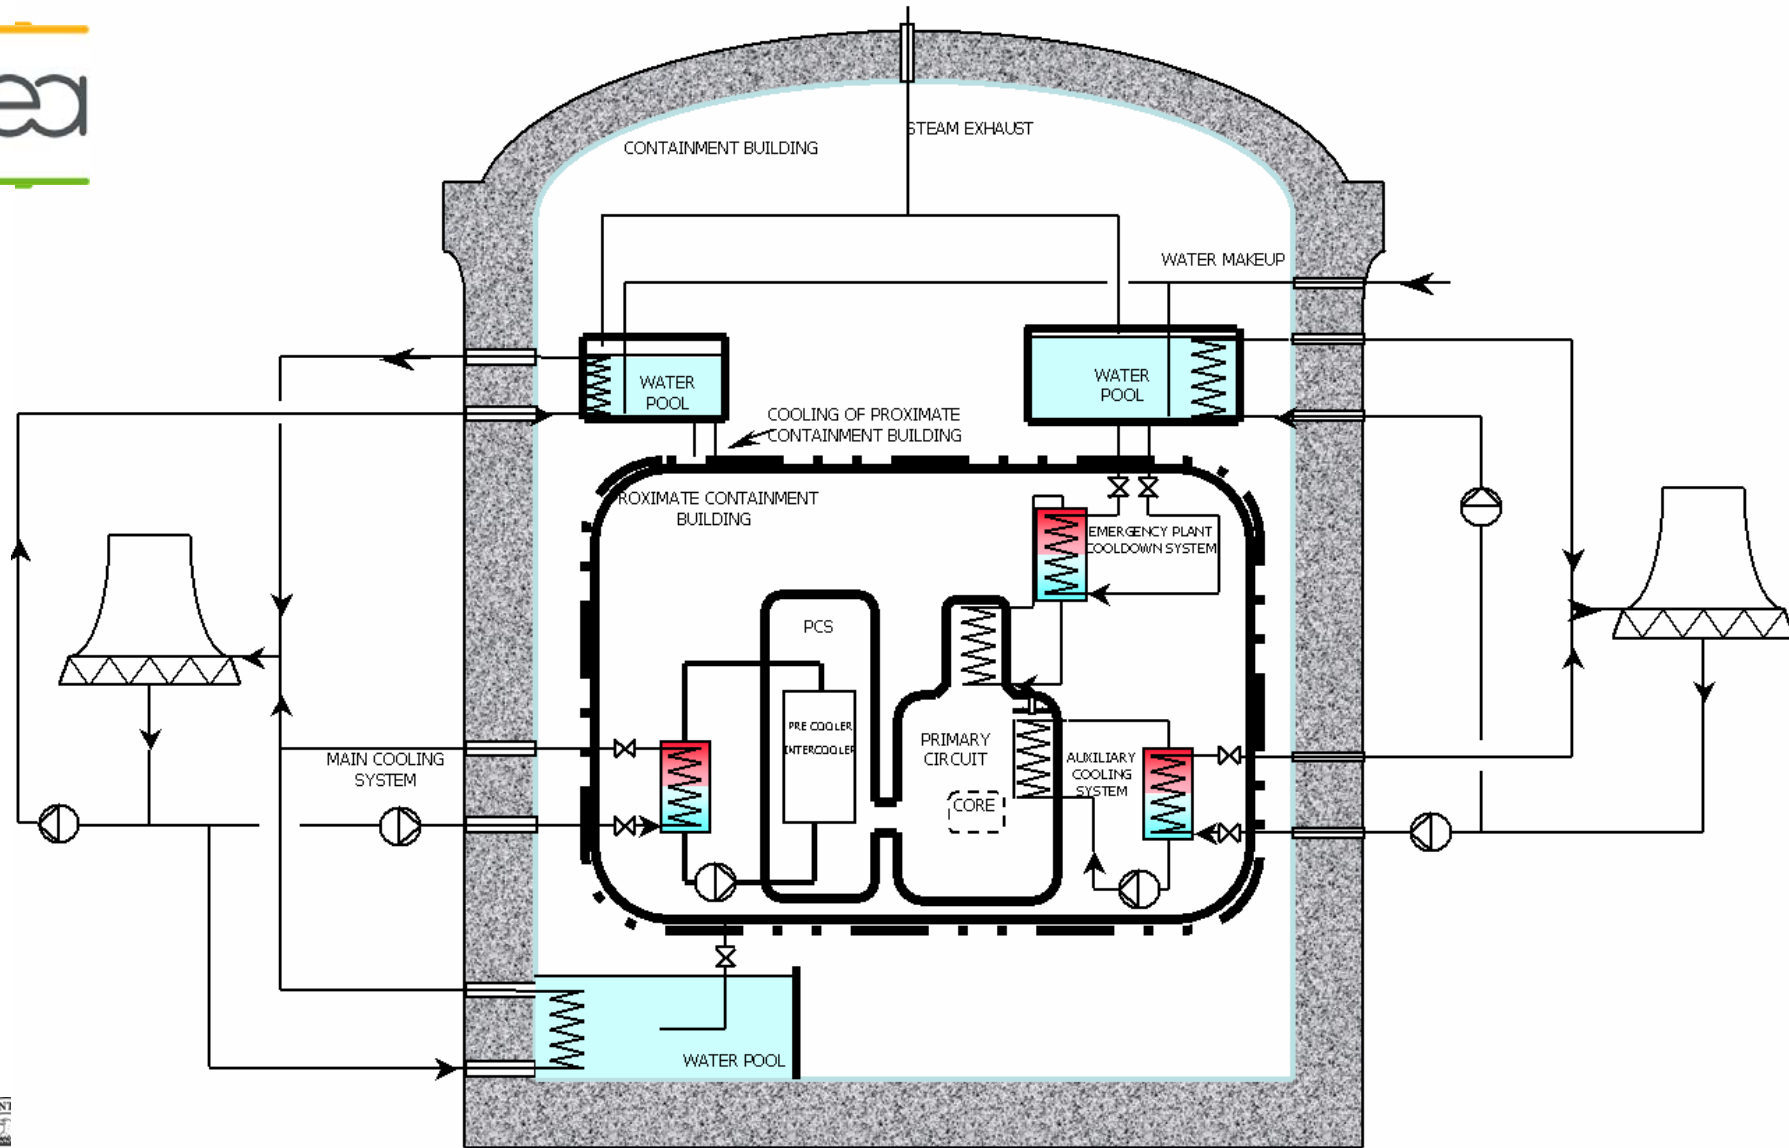 ea
STEAM EXHAUST
CONTAINMENT BUILDING
WATER MAKEUP
WATER
POOL
WATER
POOL
COOLING OF PROXIMATE
CONTAINMENT BUILDING
ROXIMATE CONTAINMENT
BUILDING
EMERGENCY PLANT
COOLDOWN SYSTEM
PCS
PRE COOLER
INTERCOOLER
PRIMARY
CIRCUIT
CORE
AUXILIARY
COOLING
SYSTEM
MAIN COOLING
SYSTEM
WATER POOL